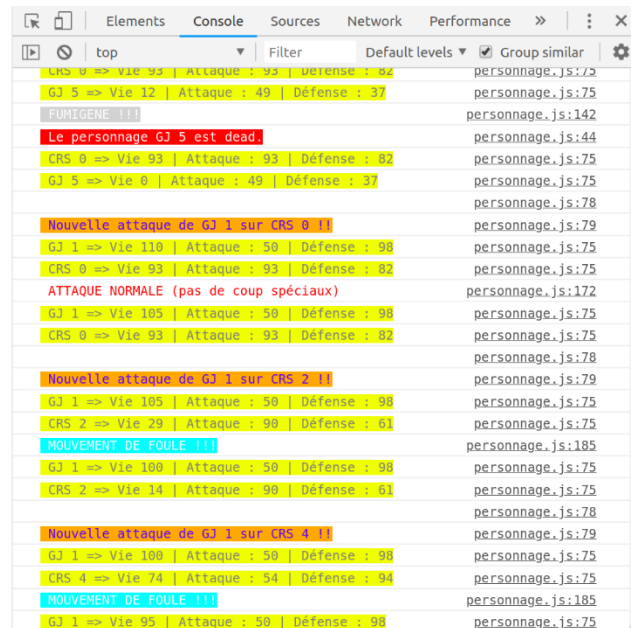 Elements Console Sources Network Performance »
top Filter Default levels Group similar
CRS 0 => Vie 93 | Attaque : 93 | Défense : 82 personnage.js:75
GJ 5 => Vie 12 | Attaque : 49 | Défense : 37 personnage.js:75
FUMIGENE !!! personnage.js:142
Le personnage GJ 5 est dead. personnage.js:44
CRS 0 => Vie 93 | Attaque : 93 | Défense : 82 personnage.js:75
GJ 5 => Vie 0 | Attaque : 49 | Défense : 37 personnage.js:75
personnage.js:78
Nouvelle attaque de GJ 1 sur CRS 0 !! personnage.js:79
GJ 1 => Vie 110 | Attaque : 50 | Défense : 98 personnage.js:75
CRS 0 => Vie 93 | Attaque : 93 | Défense : 82 personnage.js:75
ATTAQUE NORMALE (pas de coup spéciaux) personnage.js:172
GJ 1 => Vie 105 | Attaque : 50 | Défense : 98 personnage.js:75
CRS 0 => Vie 93 | Attaque : 93 | Défense : 82 personnage.js:75
personnage.js:78
Nouvelle attaque de GJ 1 sur CRS 2 !! personnage.js:79
GJ 1 => Vie 105 | Attaque : 50 | Défense : 98 personnage.js:75
CRS 2 => Vie 29 | Attaque : 90 | Défense : 61 personnage.js:75
MOUVEMENT DE FOULE !!! personnage.js:185
GJ 1 => Vie 100 | Attaque : 50 | Défense : 98 personnage.js:75
CRS 2 => Vie 14 | Attaque : 90 | Défense : 61 personnage.js:75
personnage.js:78
Nouvelle attaque de GJ 1 sur CRS 4 !! personnage.js:79
GJ 1 => Vie 100 | Attaque : 50 | Défense : 98 personnage.js:75
CRS 4 => Vie 74 | Attaque : 54 | Défense : 94 personnage.js:75
MOUVEMENT DE FOULE !!! personnage.js:185
GJ 1 => Vie 95 | Attaque : 50 | Défense : 98 personnage.js:75